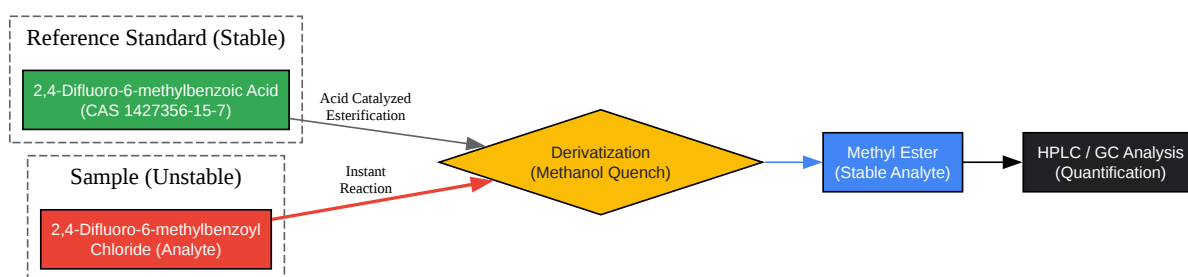 Reference Standard (Stable)
2,4-Difluoro-6-methylbenzoic Acid
(CAS 1427356-15-7)
Acid Catalyzed
Esterification
Sample (Unstable)
2,4-Difluoro-6-methylbenzoyl
Chloride (Analyte)
Instant
Reaction
Derivatization
(Methanol Quench)
Methyl Ester
(Stable Analyte)
HPLC / GC Analysis
(Quantification)